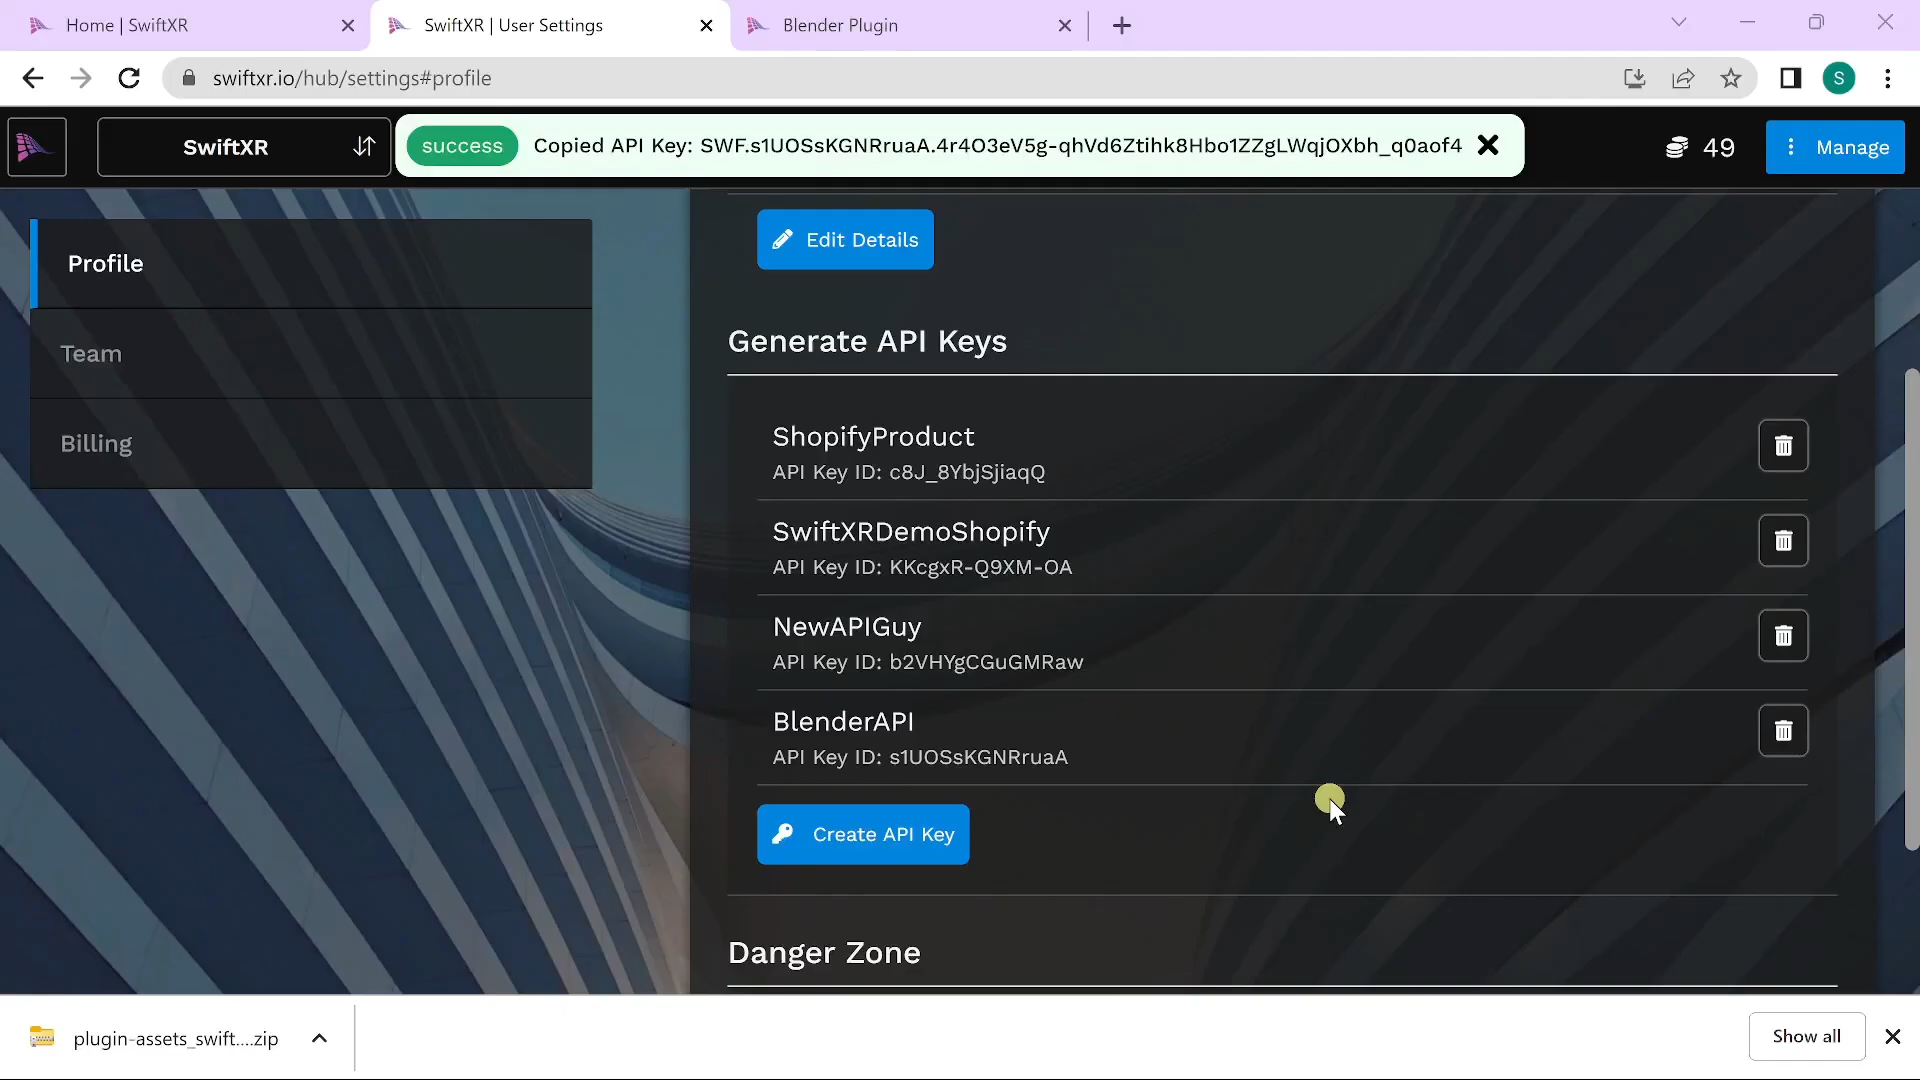 Home | SwiftXR
SwiftXR | User Settings
Blender Plugin
swiftxr.io/hub/settings#profile
S
SwiftXR
success
Copied API Key: SWF.s1UOSsKGNRruaA.4r4O3eV5g-qhVd6Ztihk8Hbo1ZZgLWqjOXbh_q0aof4
49
Manage
Profile
Team
Billing
Edit Details
Generate API Keys
ShopifyProduct
API Key ID: c8J_8YbjSjiaqQ
SwiftXRDemoShopify
API Key ID: KKcgxR-Q9XM-OA
NewAPIGuy
API Key ID: b2VHYgCGuGMRaw
BlenderAPI
API Key ID: s1UOSsKGNRruaA
Create API Key
Danger Zone
plugin-assets_swift....zip
Show all